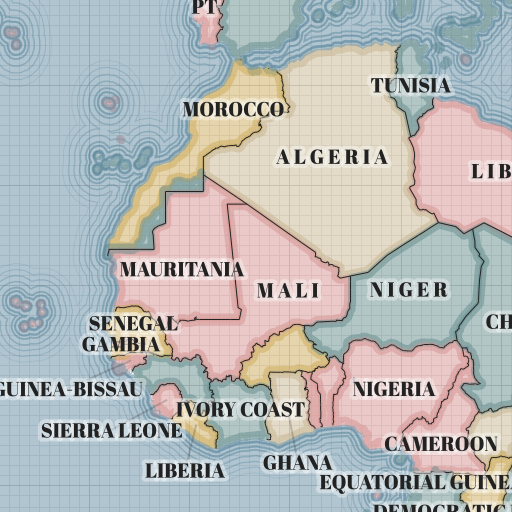 PT
TUNISIA
MOROCCO
ALGERIA
LIB
MAURITANIA
MALI
NIGER
SENEGAL
CH
GAMBIA
GUINEA-BISSAU
NIGERIA
IVORY COAST
SIERRA LEONE
CAMEROON
GHANA
LIBERIA
EQUATORIAL GUINE
DEMOCRATIC